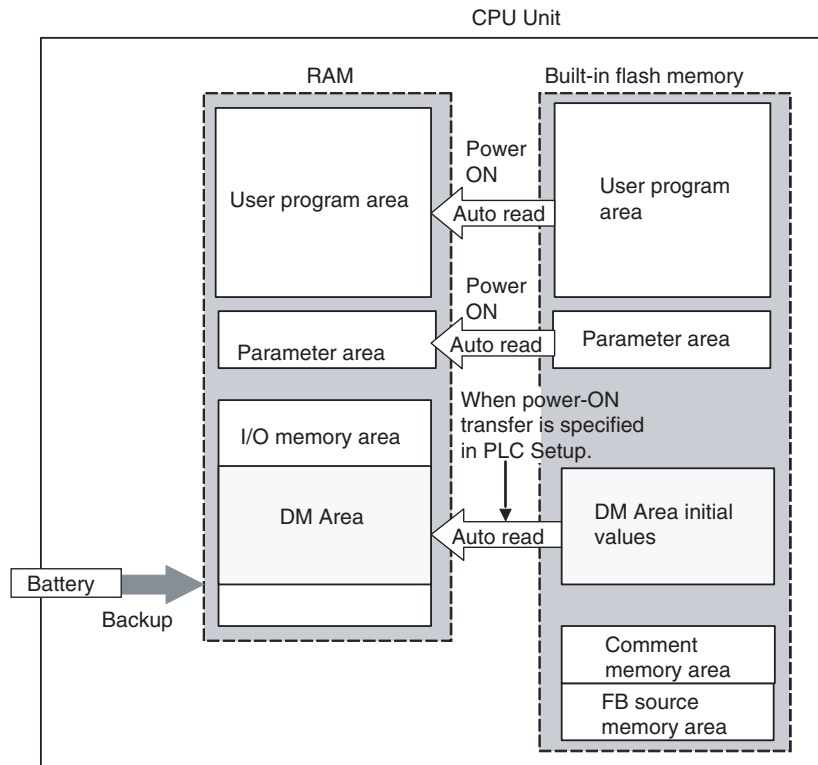 CPU Unit
RAM
Built-in flash memory
User program area
Power
ON
Auto read
User program
area
Power
ON
Parameter area
Auto read
Parameter area
When power-ON
transfer is specified
in PLC Setup.
I/O memory area
DM Area
Auto read
DM Area initial
values
Battery
Backup
Comment
memory area
FB source
memory area